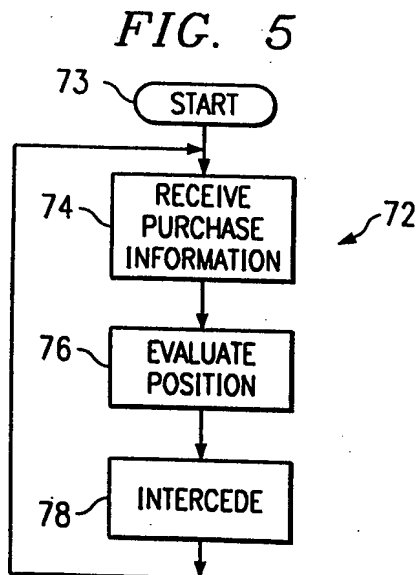 FIG. 5
73
START
74
RECEIVE
PURCHASE
INFORMATION
72
76
EVALUATE
POSITION
78
INTERCEDE